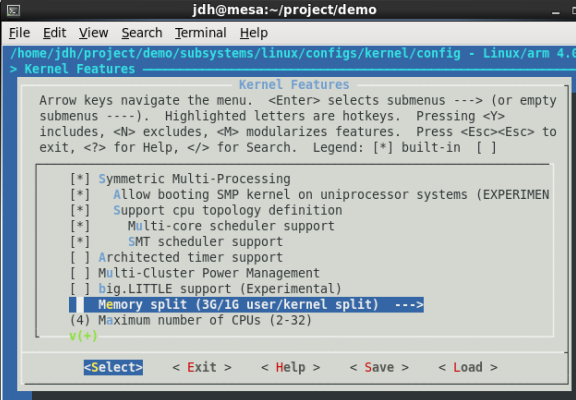 jdh@mesa:~/project/demo
File Edit View Search Terminal Help
/home/jdh/project/demo/subsystems/linux/configs/kernel/config - Linux/arm 4.0
> Kernel Features
Kernel Features
Arrow keys navigate the menu. <Enter> selects submenus ---> (or empty
submenus ----). Highlighted letters are hotkeys. Pressing <Y>
includes, <N> excludes, <M> modularizes features. Press <Esc><Esc> to
exit, <?> for Help, </> for Search. Legend: [*] built-in [ ]
[*] Symmetric Multi-Processing
[*] Allow booting SMP kernel on uniprocessor systems (EXPERIMEN
[*] Support cpu topology definition
[*] Multi-core scheduler support
[*] SMT scheduler support
[ ] Architected timer support
[ ] Multi-Cluster Power Management
[ ] big.LITTLE support (Experimental)
Memory split (3G/1G user/kernel split) --->
(4) Maximum number of CPUs (2-32)
v(+)
<Select> < Exit > < Help > < Save > < Load >